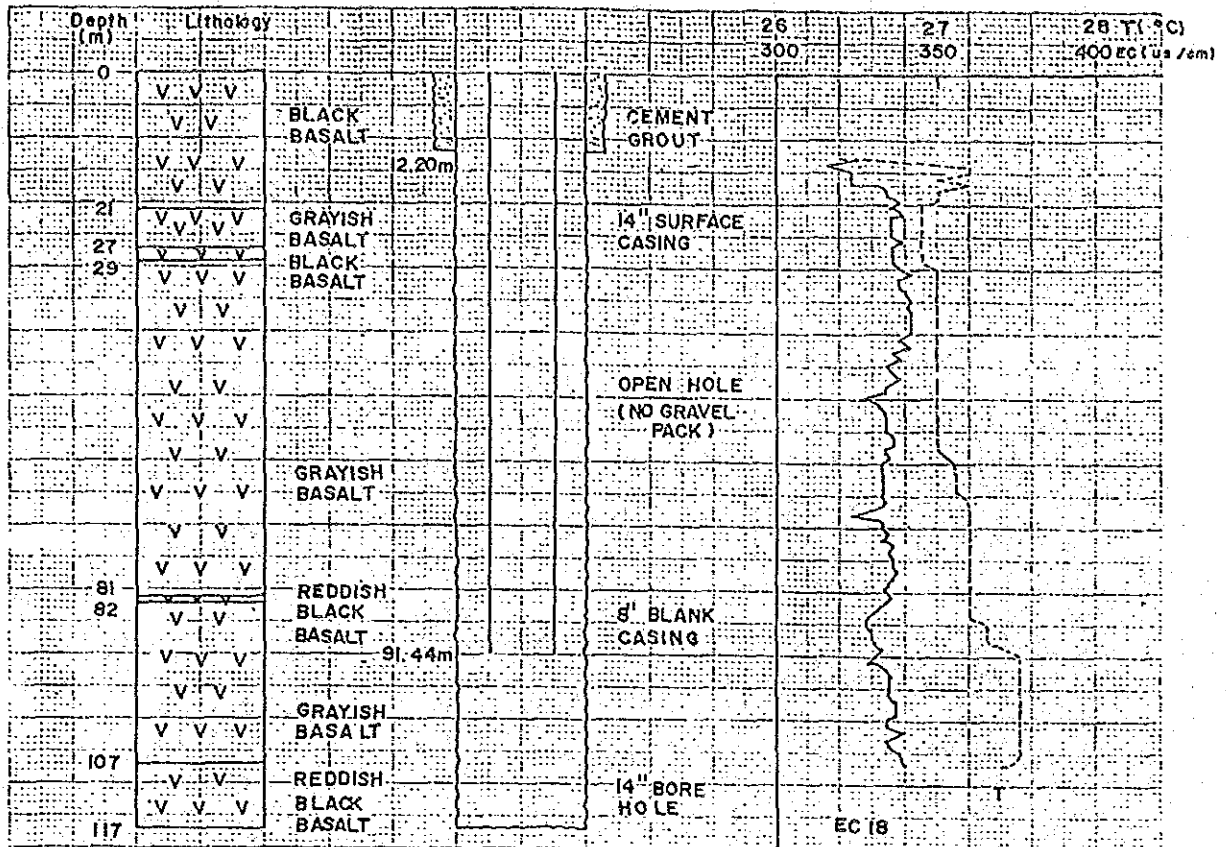 Depth Lithology 26 27 28 T(°C)
(m) 300 350 400 EC(us/cm)
0
BLACK
BASALT
CEMENT
GROUT
12.20m
21
GRAYISH
BASALT
14" SURFACE
CASING
27
BLACK
BASALT
29
OPEN HOLE
(NO GRAVEL
PACK)
GRAYISH
BASALT
81
82
REDDISH
BLACK
BASALT
8" BLANK
CASING
91.44m
GRAYISH
BASALT
107
REDDISH
BLACK
BASALT
14" BORE
HOLE
T
117
EC 18